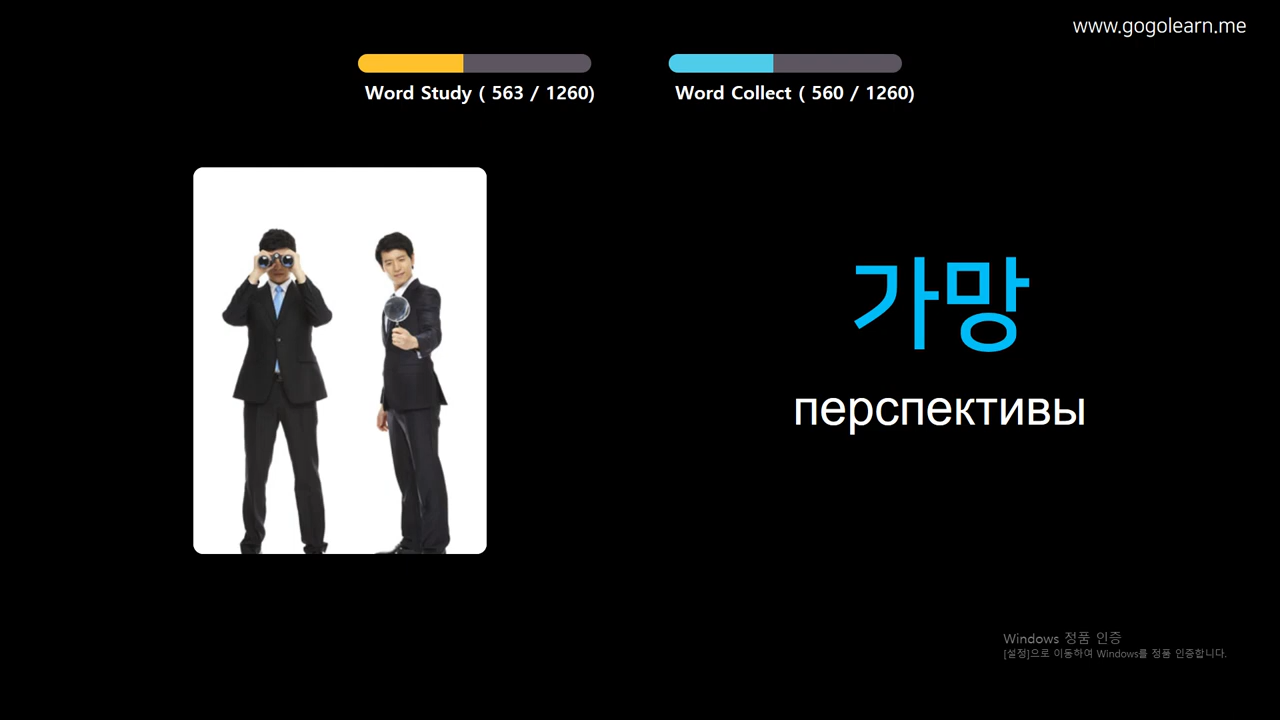 www.gogolearn.me
Word Study ( 563 / 1260)
Word Collect ( 560 / 1260)
가망
перспективы
Windows 정품 인증
[설정]으로 이동하여 Windows를 정품 인증합니다.